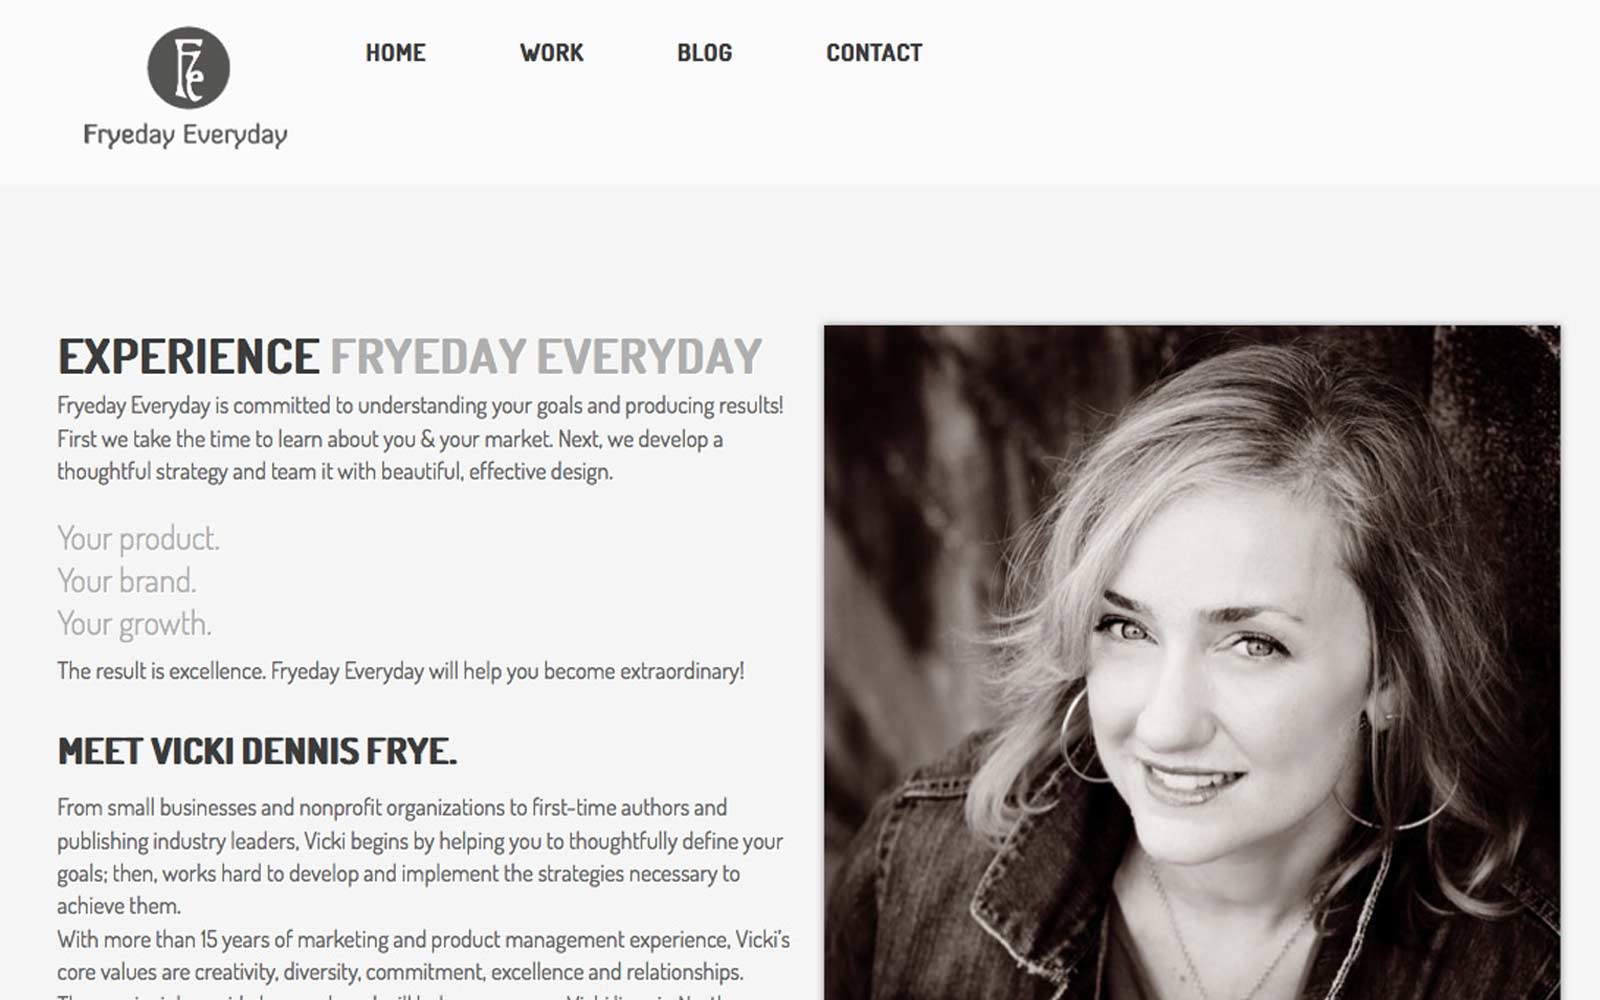 Fe
Fryeday Everyday
HOME WORK BLOG CONTACT
EXPERIENCE FRYEDAY EVERYDAY
Fryeday Everyday is committed to understanding your goals and producing results!
First we take the time to learn about you & your market. Next, we develop a
thoughtful strategy and team it with beautiful, effective design.
Your product.
Your brand.
Your growth.
The result is excellence. Fryeday Everyday will help you become extraordinary!
MEET VICKI DENNIS FRYE.
From small businesses and nonprofit organizations to first-time authors and
publishing industry leaders, Vicki begins by helping you to thoughtfully define your
goals; then, works hard to develop and implement the strategies necessary to
achieve them.
With more than 15 years of marketing and product management experience, Vicki's
core values are creativity, diversity, commitment, excellence and relationships.